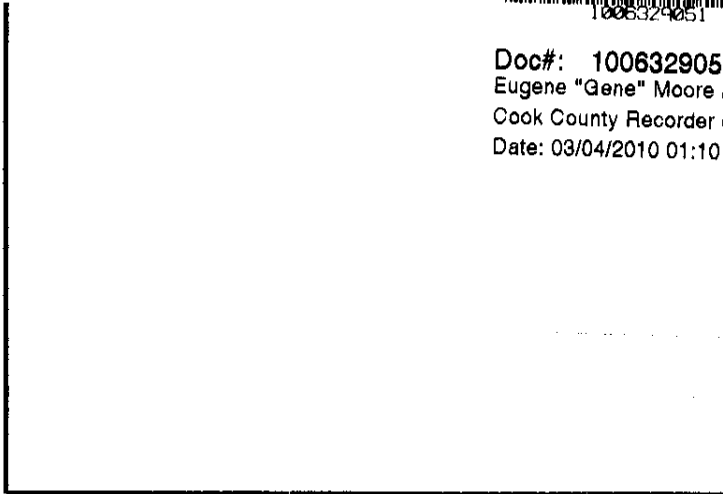 1006329051
Doc#: 100632905
Eugene "Gene" Moore
Cook County Recorder
Date: 03/04/2010 01:10